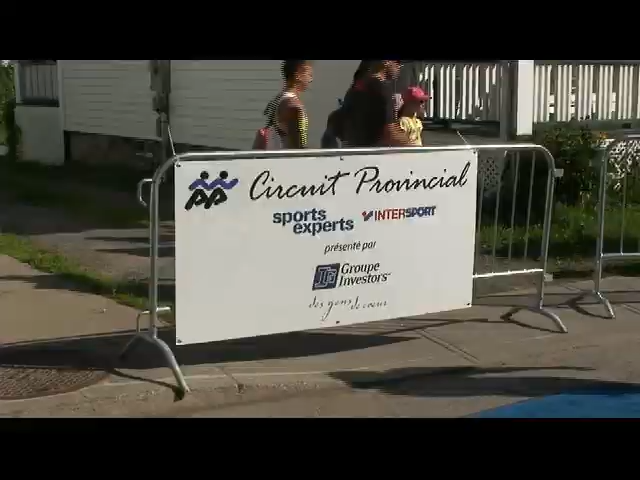 Circuit Provincial
sports experts INTERSPORT
présenté par
Groupe Investors
des gens de cœur